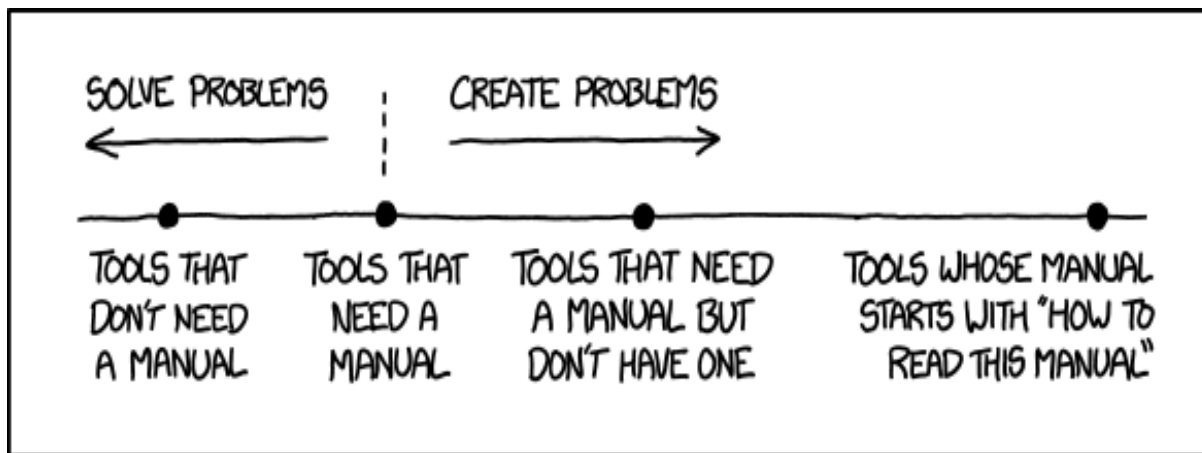 SOLVE PROBLEMS
CREATE PROBLEMS
TOOLS THAT
DON'T NEED
A MANUAL
TOOLS THAT
NEED A
MANUAL
TOOLS THAT NEED
A MANUAL BUT
DON'T HAVE ONE
TOOLS WHOSE MANUAL
STARTS WITH "HOW TO
READ THIS MANUAL"